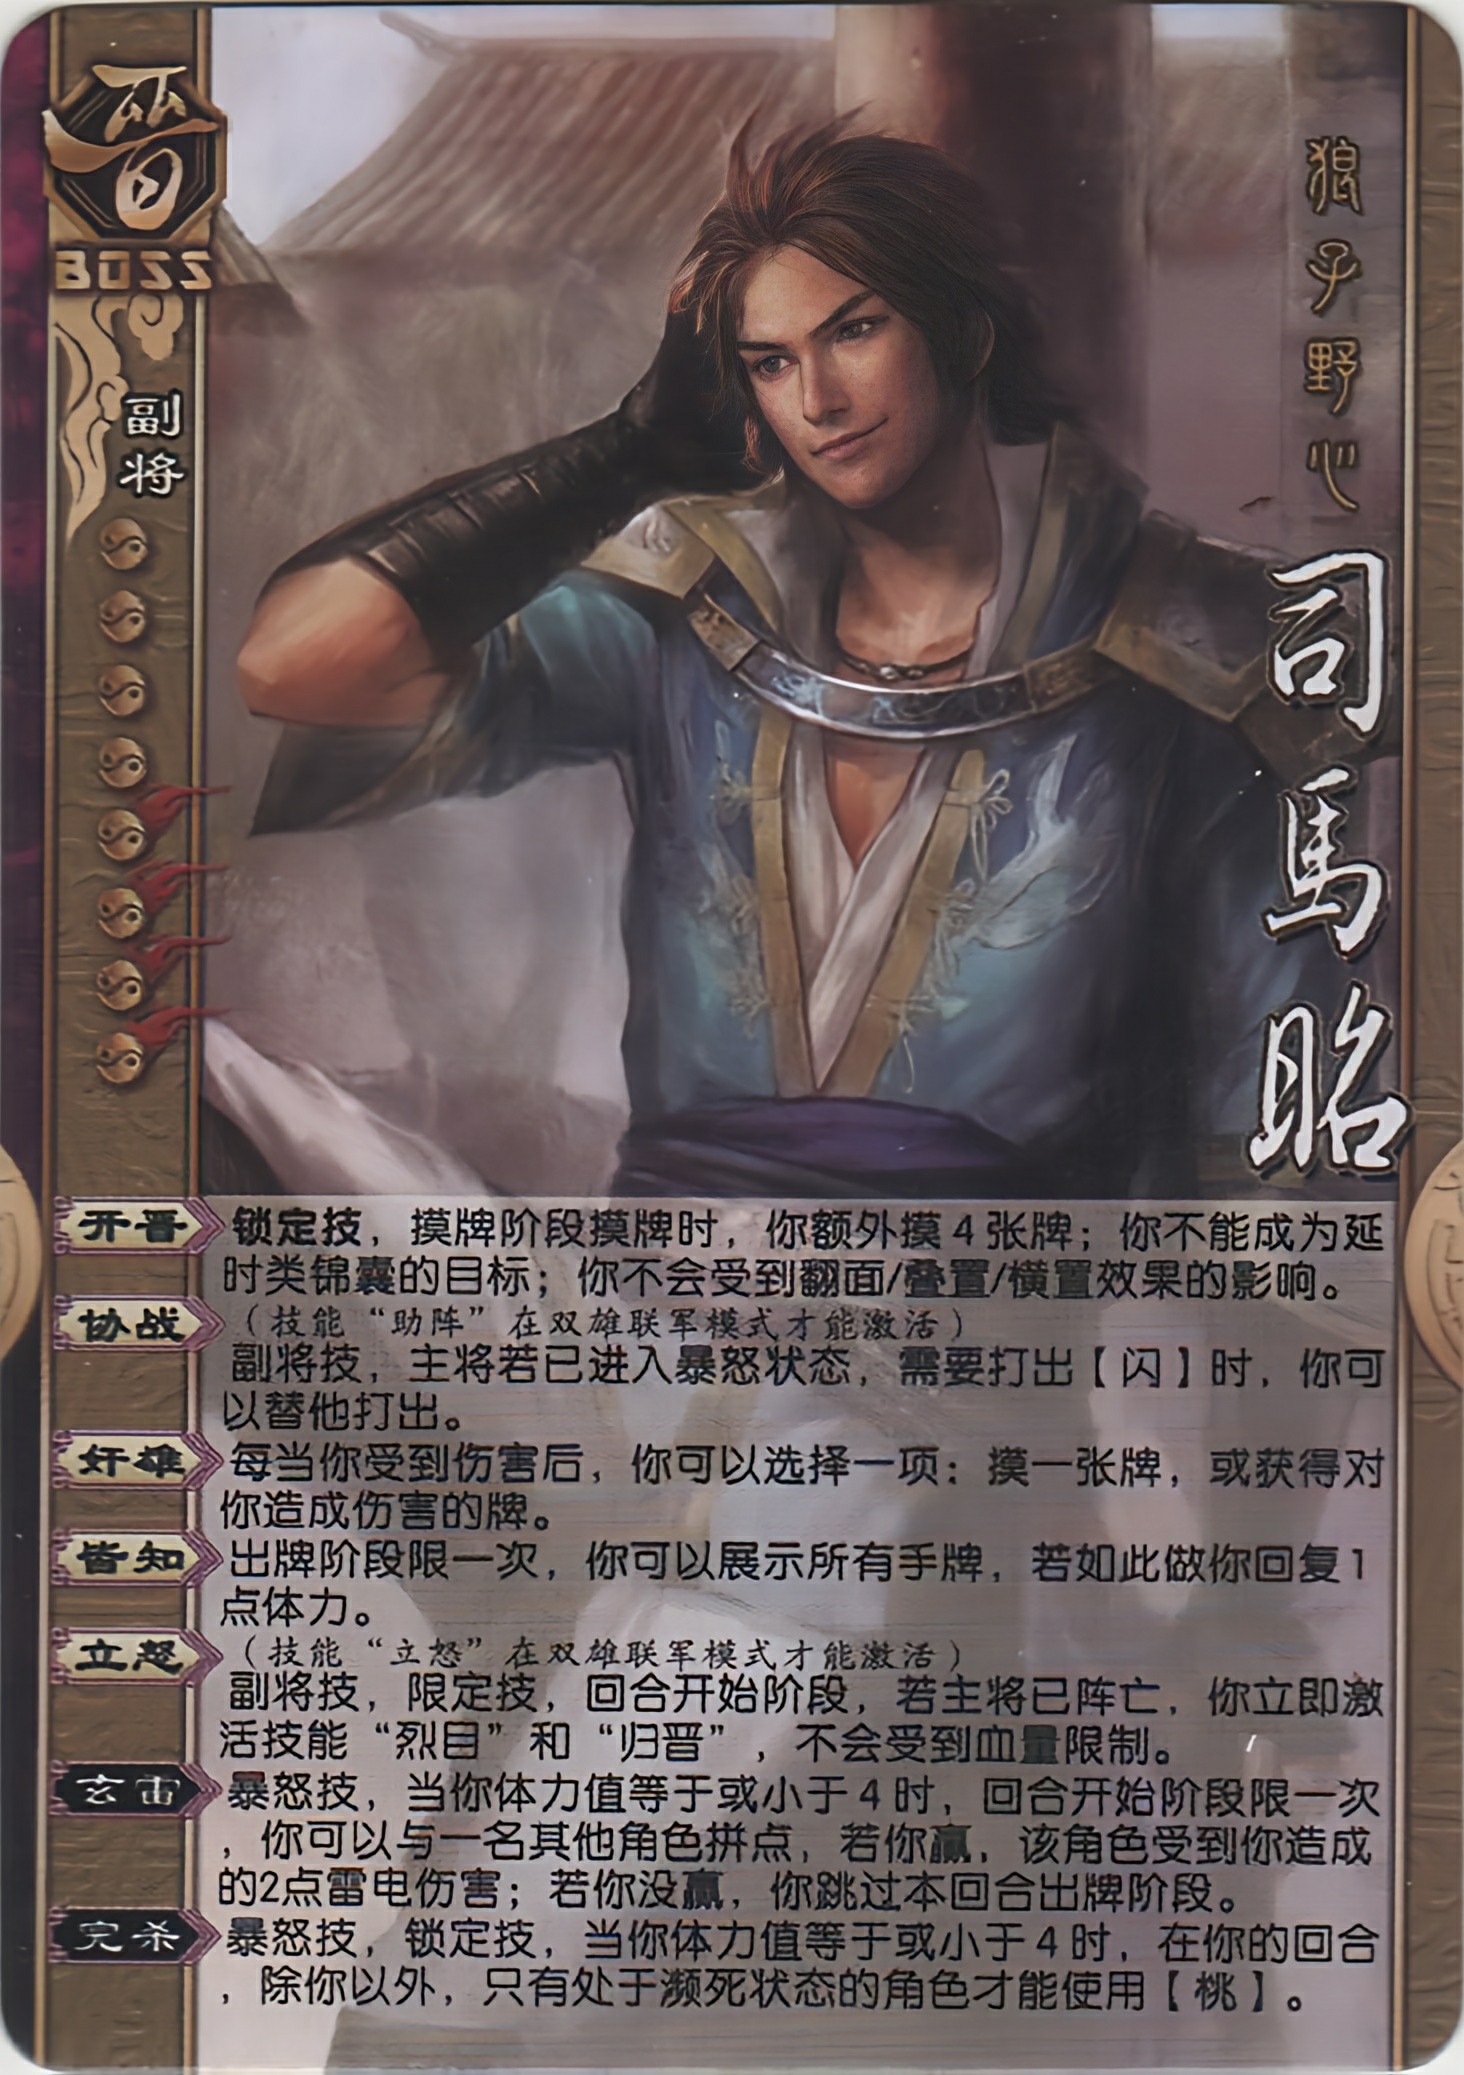 晋
BOSS
副将
狼子野心
司馬昭
开晋
锁定技，摸牌阶段摸牌时，你额外摸4张牌；你不能成为延
时类锦囊的目标；你不会受到翻面/叠置/横置效果的影响。
协战
（技能“助阵”在双雄联军模式才能激活）
副将技，主将若已进入暴怒状态，需要打出【闪】时，你可
以替他打出。
奸雄
每当你受到伤害后，你可以选择一项：摸一张牌，或获得对
你造成伤害的牌。
皆知
出牌阶段限一次，你可以展示所有手牌，若如此做你回复1
点体力。
立怒
（技能“立怒”在双雄联军模式才能激活）
副将技，限定技，回合开始阶段，若主将已阵亡，你立即激
活技能“烈目”和“归晋”，不会受到血量限制。
玄雷
暴怒技，当你体力值等于或小于4时，回合开始阶段限一次
，你可以与一名其他角色拼点，若你赢，该角色受到你造成
的2点雷电伤害；若你没赢，你跳过本回合出牌阶段。
完杀
暴怒技，锁定技，当你体力值等于或小于4时，在你的回合
，除你以外，只有处于濒死状态的角色才能使用【桃】。